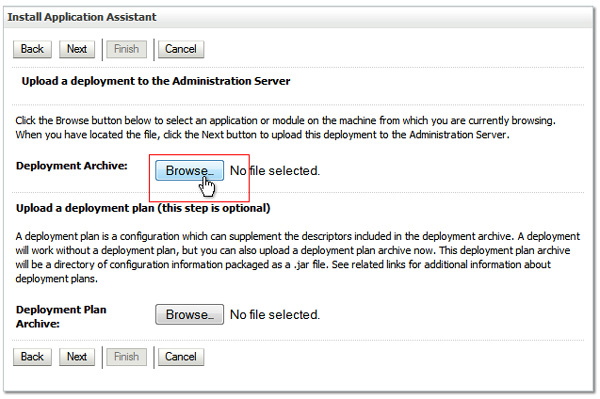 Install Application Assistant
Back Next Finish Cancel
Upload a deployment to the Administration Server
Click the Browse button below to select an application or module on the machine from which you are currently browsing.
When you have located the file, click the Next button to upload this deployment to the Administration Server.
Deployment Archive: Browse... No file selected.
Upload a deployment plan (this step is optional)
A deployment plan is a configuration which can supplement the descriptors included in the deployment archive. A deployment
will work without a deployment plan, but you can also upload a deployment plan archive now. This deployment plan archive
will be a directory of configuration information packaged as a .jar file. See related links for additional information about
deployment plans.
Deployment Plan
Archive: Browse... No file selected.
Back Next Finish Cancel